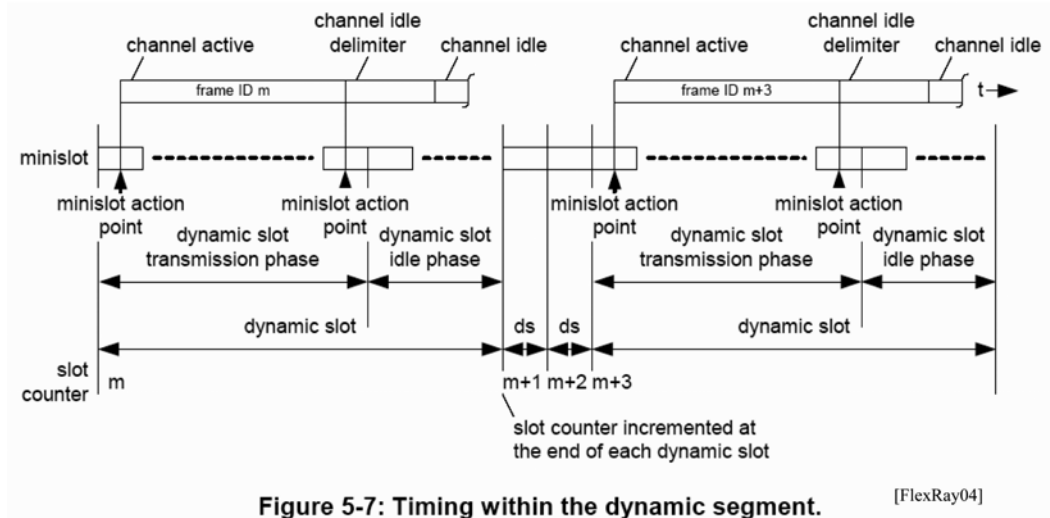 channel active
channel idle
delimiter
channel idle
channel active
channel idle
delimiter
channel idle
frame ID m
frame ID m+3
t
minislot
minislot action
point
minislot action
point
minislot action
point
minislot action
point
dynamic slot
transmission phase
dynamic slot
idle phase
dynamic slot
transmission phase
dynamic slot
idle phase
dynamic slot
ds
ds
dynamic slot
slot
counter
m
m+1
m+2
m+3
slot counter incremented at
the end of each dynamic slot
Figure 5-7: Timing within the dynamic segment.
[FlexRay04]